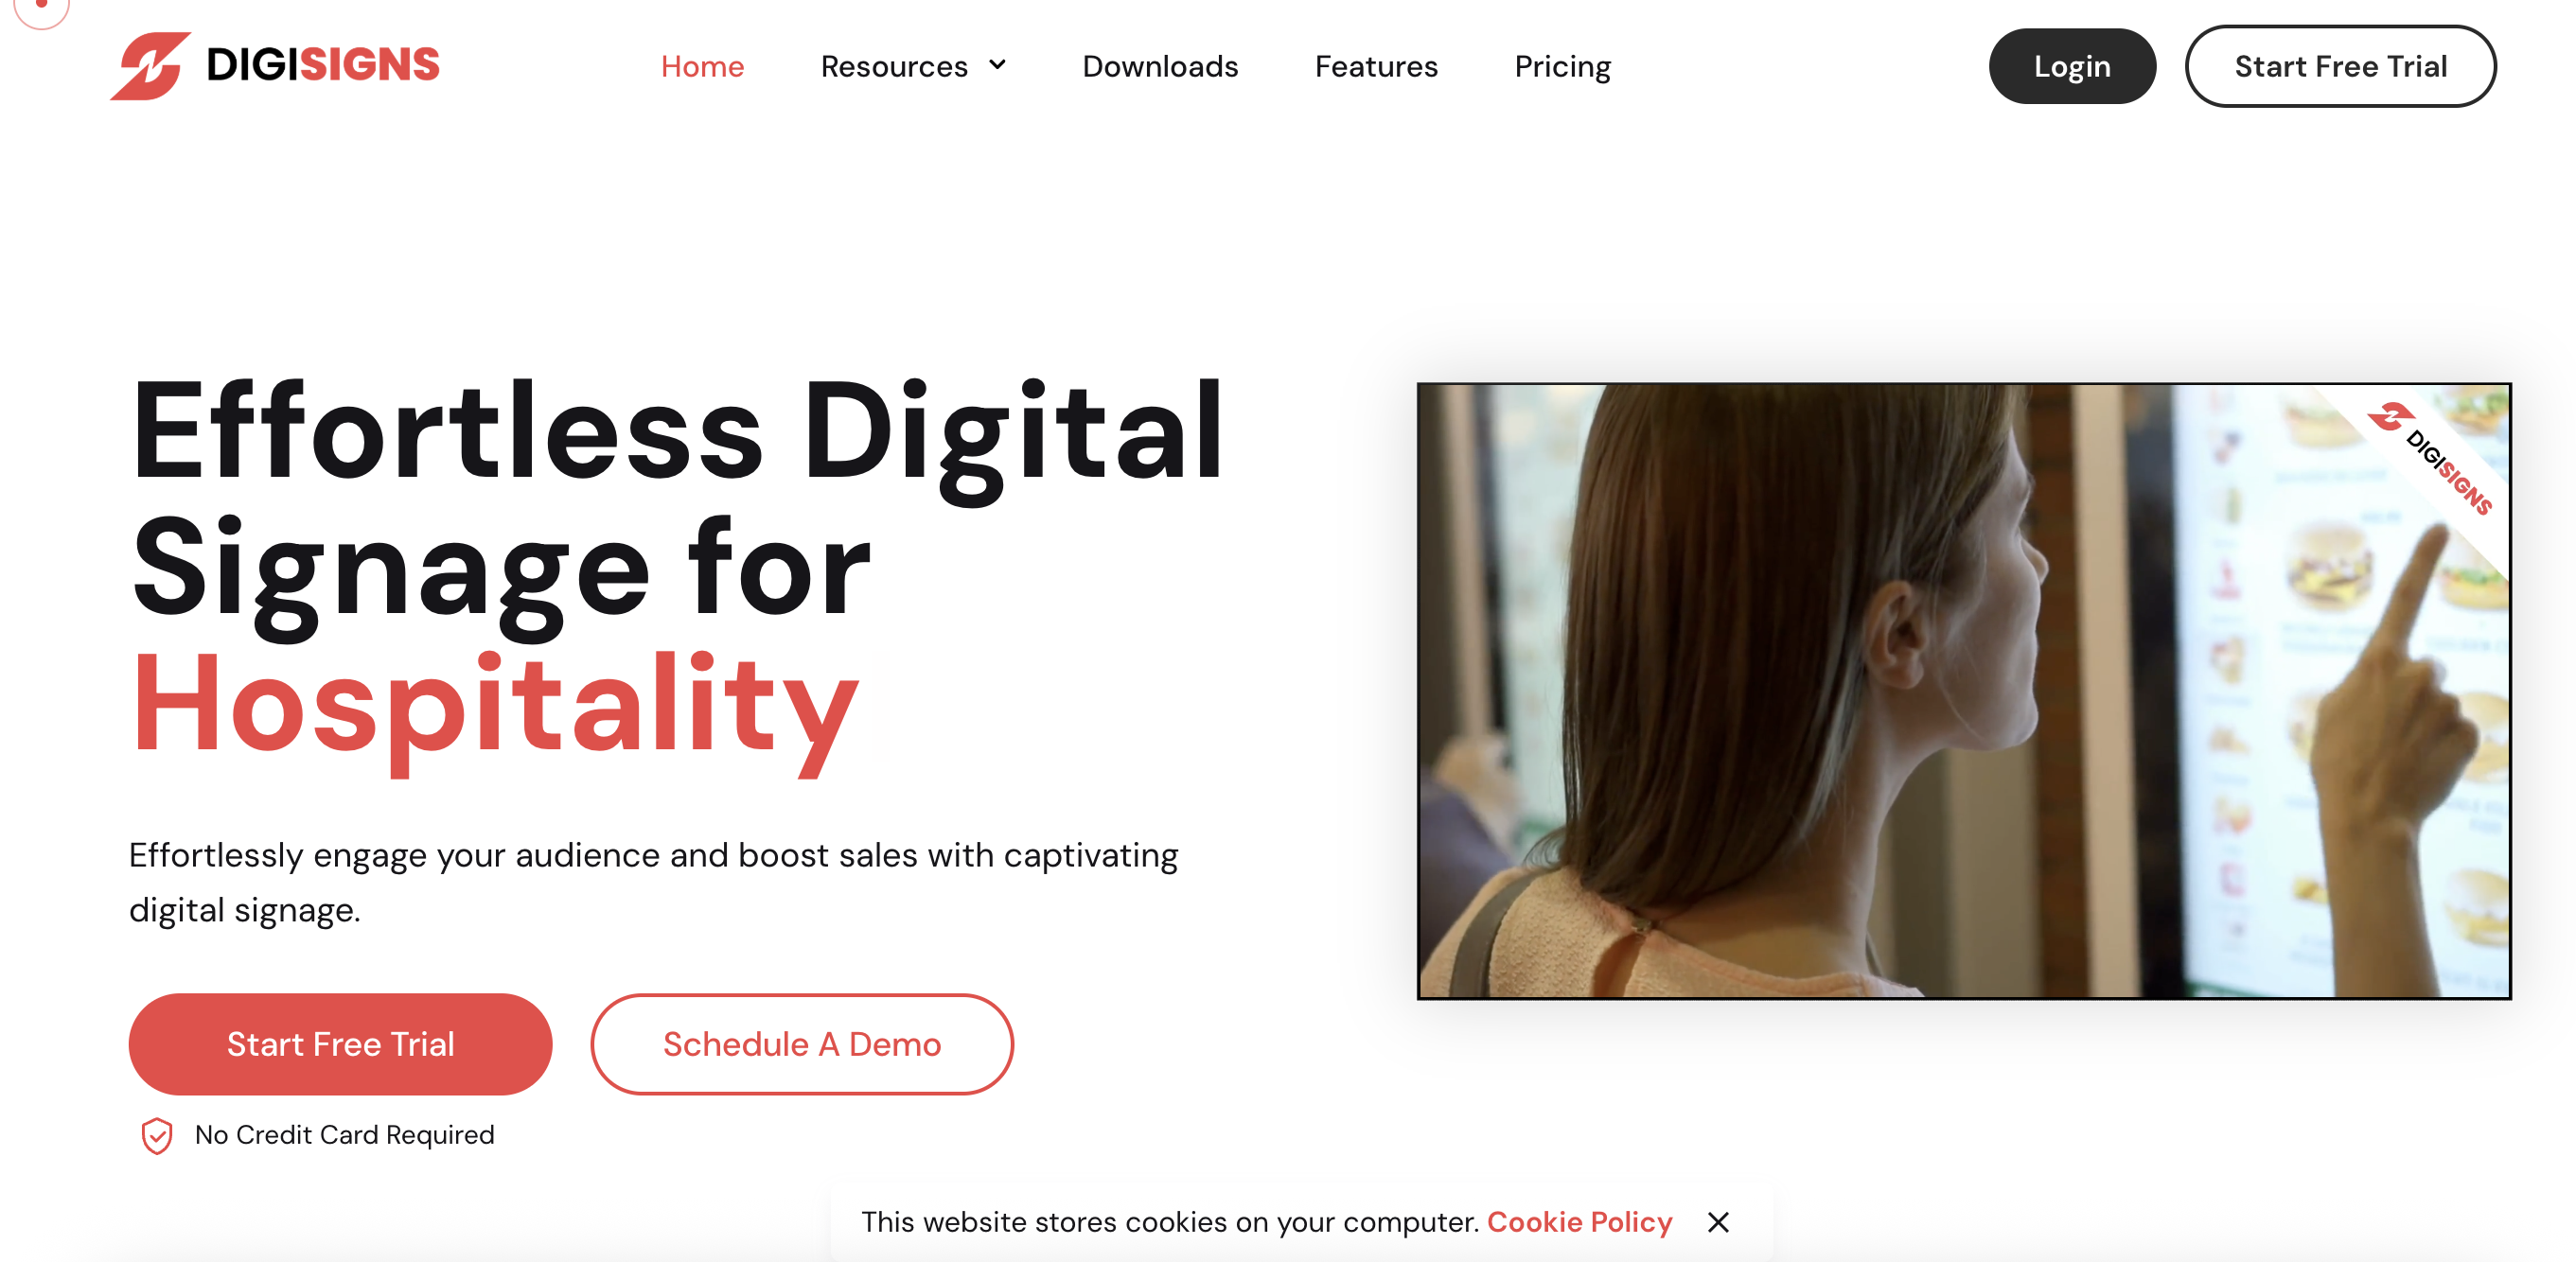 DIGISIGNS
Home
Resources
Downloads
Features
Pricing
Login
Start Free Trial
Effortless Digital
Signage for
Hospitality
DIGISIGNS
Effortlessly engage your audience and boost sales with captivating
digital signage.
Start Free Trial
Schedule A Demo
No Credit Card Required
This website stores cookies on your computer. Cookie Policy